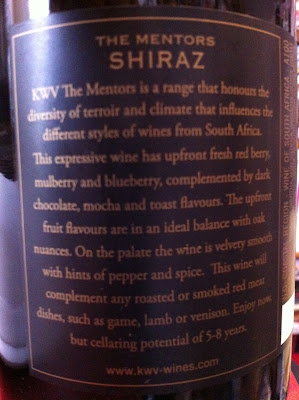 THE MENTORS
SHIRAZ
KWV The Mentors is a range that honours the
diversity of terroir and climate that influences the
different styles of wines from South Africa.
This expressive wine has upfront fresh red berry,
mulberry and blueberry, complemented by dark
chocolate, mocha and toast flavours. The upfront
fruit flavours are in an ideal balance with oak
nuances. On the palate the wine is velvety smooth
with hints of pepper and spice. This wine will
complement any roasted or smoked red meat
dishes, such as game, lamb or venison. Enjoy now,
but cellaring potential of 5-8 years.
www.kwv-wines.com
REGION WINE OF SOUTH AFRICA